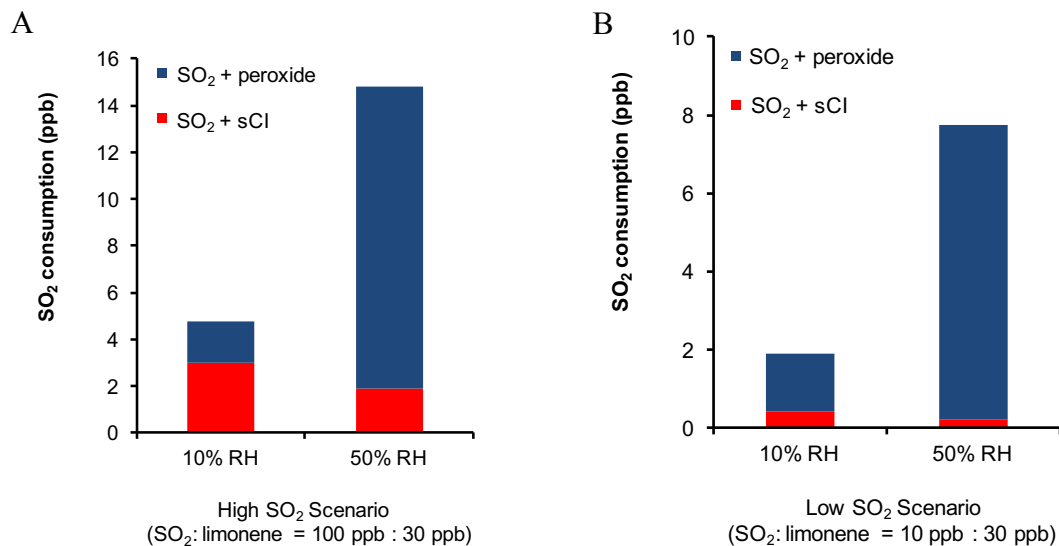 A
SO₂ consumption (ppb)
16
14
12
10
8
6
4
2
0
SO₂ + peroxide
SO₂ + sCI
10% RH
50% RH
High SO₂ Scenario
(SO₂: limonene = 100 ppb : 30 ppb)
B
SO₂ consumption (ppb)
10
8
6
4
2
0
SO₂ + peroxide
SO₂ + sCI
10% RH
50% RH
Low SO₂ Scenario
(SO₂: limonene = 10 ppb : 30 ppb)